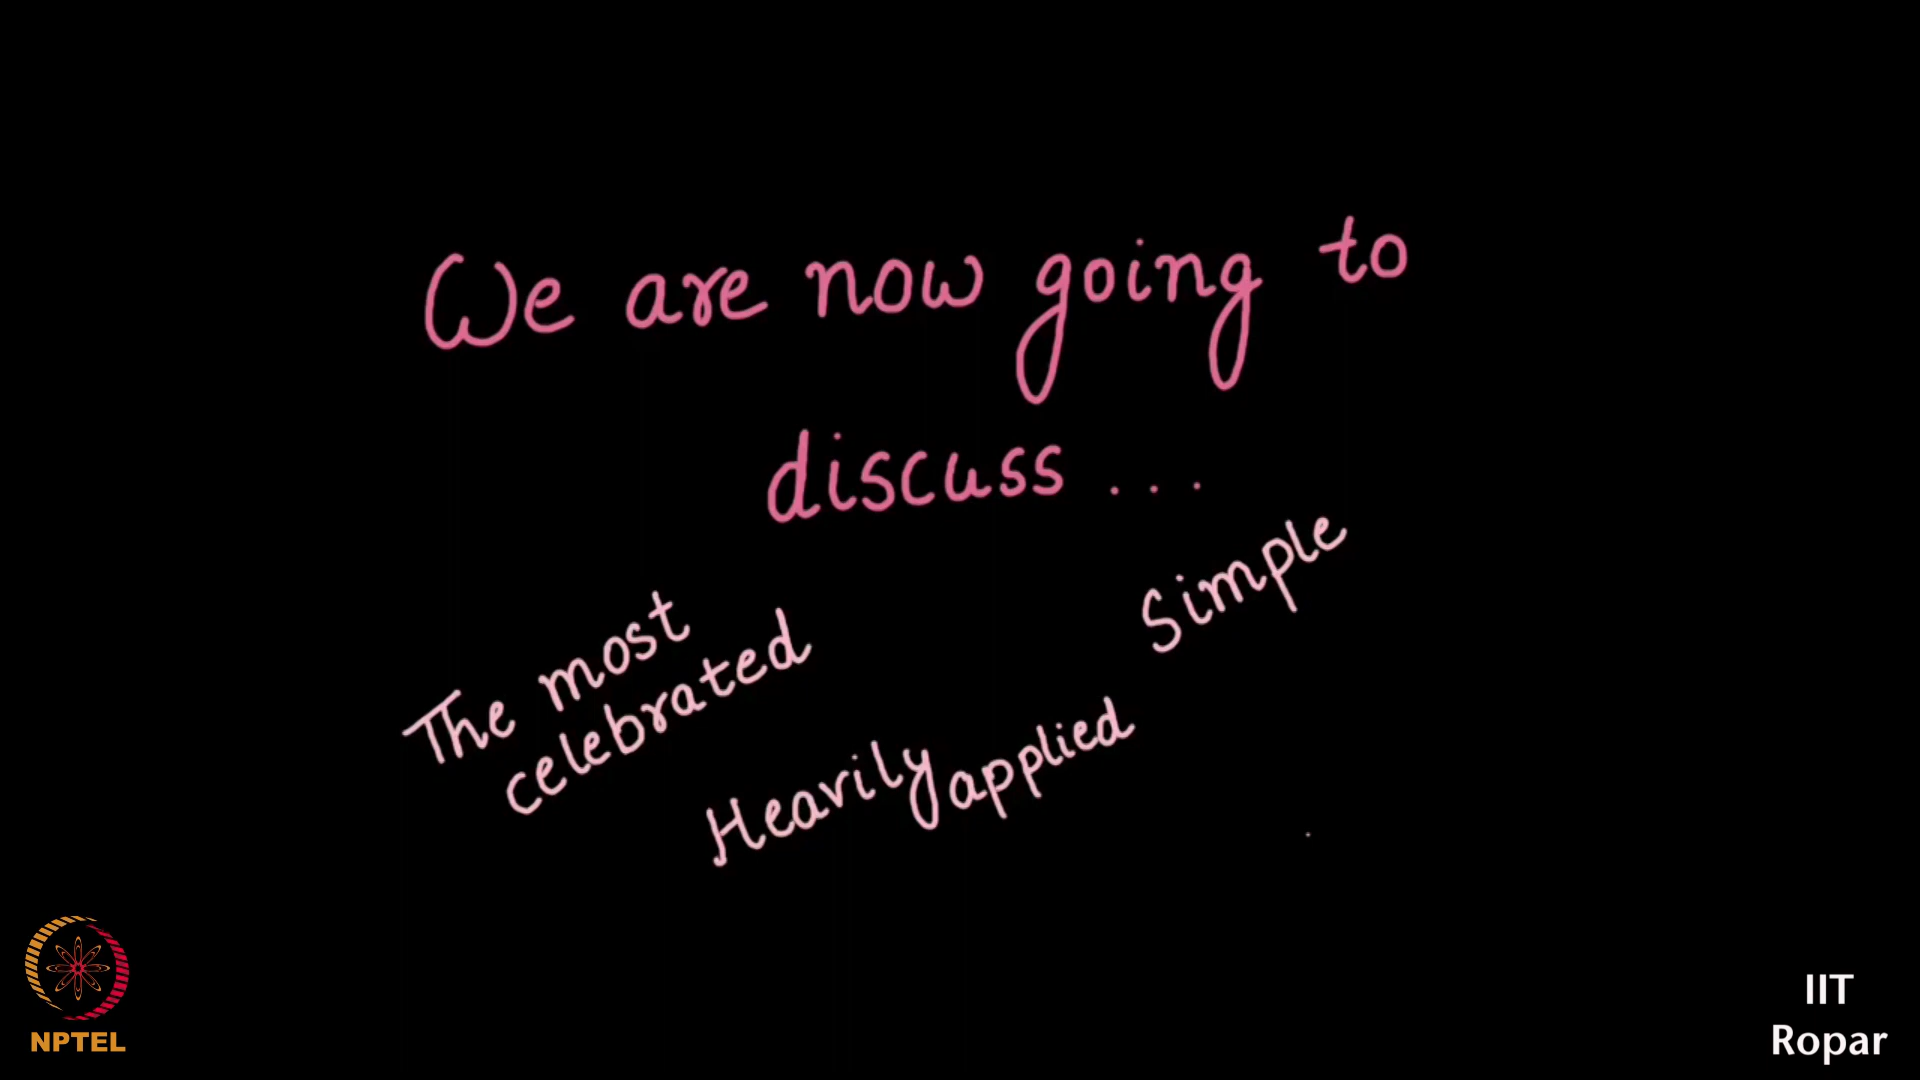 We are now going to
discuss ...
Simple
The most
celebrated
Heavily applied
NPTEL
IIT
Ropar